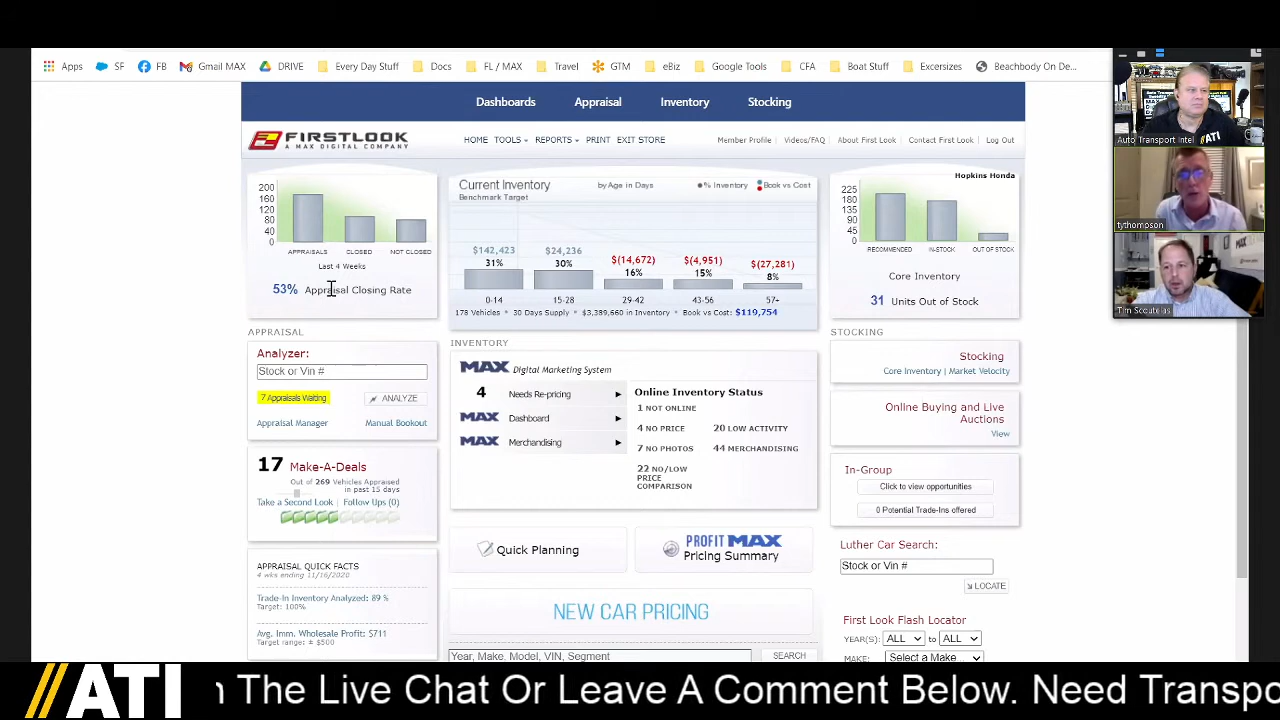 Apps SF FB Gmail MAX DRIVE Every Day Stuff Docs FL / MAX Travel GTM eBiz Google Tools CFA Boat Stuff Excersizes Beachbody On De...
Dashboards Appraisal Inventory Stocking
FIRSTLOOK
A MAX DIGITAL COMPANY
HOME TOOLS REPORTS PRINT EXIT STORE
Member Profile Videos/FAQ About First Look Contact First Look Log Out
200
160
120
80
40
0
APPRAISALS CLOSED NOT CLOSED
Last 4 Weeks
53% Appraisal Closing Rate
Current Inventory by Age in Days % Inventory Book vs Cost
Benchmark Target
$142,423 $24,236 $(14,672) $(4,951) $(27,281)
31% 30% 16% 15% 8%
0-14 15-28 29-42 43-56 57+
178 Vehicles 30 Days Supply $3,389,660 in Inventory Book vs Cost: $119,754
Hopkins Honda
225
180
135
90
45
0
RECOMMENDED IN-STOCK OUT OF STOCK
Core Inventory
31 Units Out of Stock
Auto Transport Intel
tythompson
Tim Scoutelas
APPRAISAL
Analyzer:
Stock or Vin #
7 Appraisals Waiting ANALYZE
Appraisal Manager Manual Bookout
17 Make-A-Deals
Out of 269 Vehicles Appraised
in past 15 days
Take a Second Look | Follow Ups (0)
APPRAISAL QUICK FACTS
4 wks ending 11/16/2020
Trade-In Inventory Analyzed: 89 %
Target: 100%
Avg. Imm. Wholesale Profit: $711
Target range: ± $500
INVENTORY
MAX Digital Marketing System
4 Needs Re-pricing
MAX Dashboard
MAX Merchandising
Online Inventory Status
1 NOT ONLINE
4 NO PRICE 20 LOW ACTIVITY
7 NO PHOTOS 44 MERCHANDISING
22 NO/LOW
PRICE
COMPARISON
Quick Planning
PROFIT MAX
Pricing Summary
NEW CAR PRICING
Year, Make, Model, VIN, Segment SEARCH
STOCKING
Stocking
Core Inventory | Market Velocity
Online Buying and Live
Auctions
View
In-Group
Click to view opportunities
0 Potential Trade-Ins offered
Luther Car Search:
Stock or Vin #
LOCATE
First Look Flash Locator
YEAR(S): ALL to ALL
MAKE: Select a Make...
ATI
n The Live Chat Or Leave A Comment Below. Need Transpo